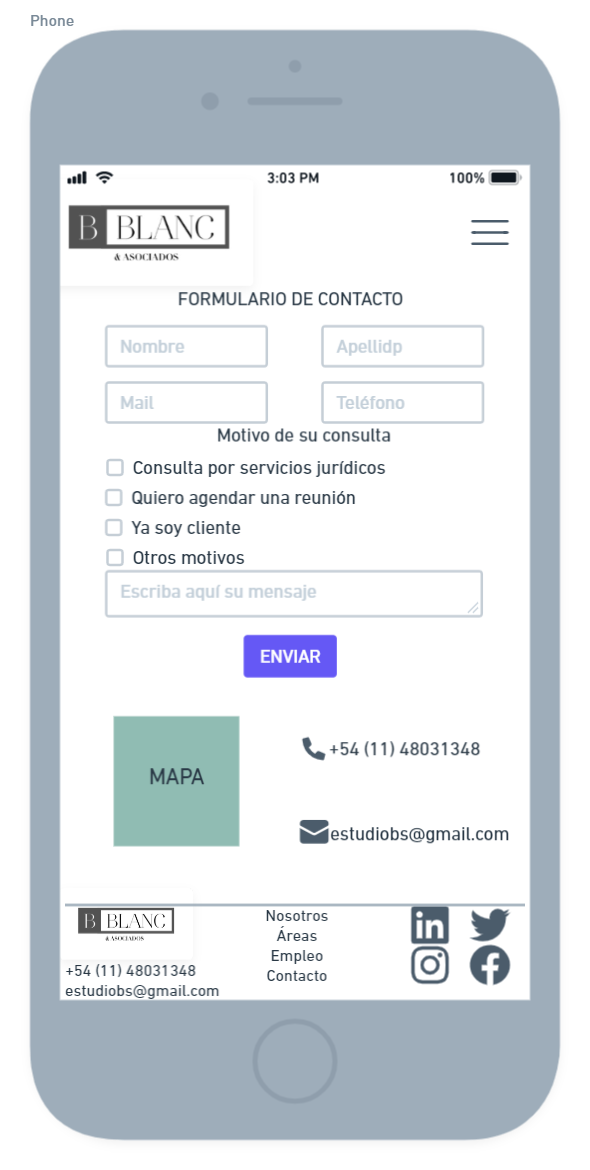 Phone
3:03 PM
100%
B BLANC
& ASOCIADOS
FORMULARIO DE CONTACTO
Nombre
Apellidp
Mail
Teléfono
Motivo de su consulta
Consulta por servicios jurídicos
Quiero agendar una reunión
Ya soy cliente
Otros motivos
Escriba aquí su mensaje
ENVIAR
MAPA
+54 (11) 48031348
estudiobs@gmail.com
B BLANC
& ASOCIADOS
+54 (11) 48031348
estudiobs@gmail.com
Nosotros
Áreas
Empleo
Contacto
in